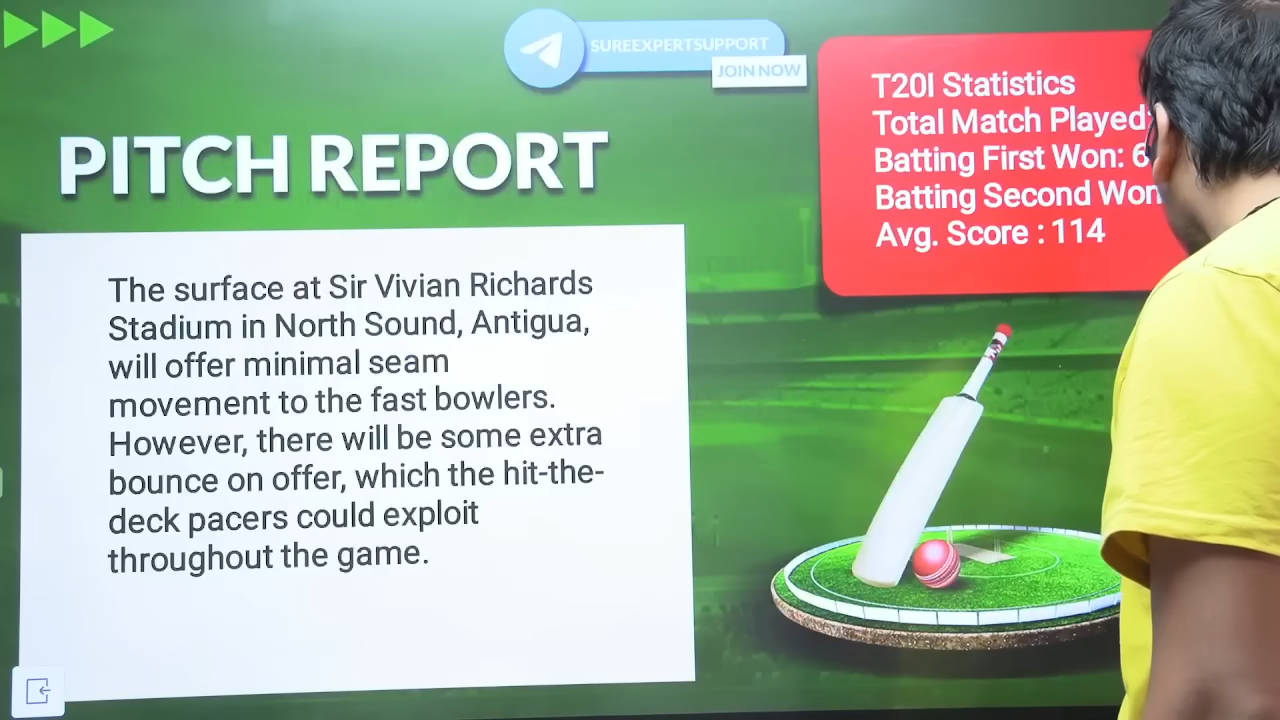 SUREEXPERTSUPPORT
JOIN NOW
PITCH REPORT
T20I Statistics
Total Match Played:
Batting First Won: 6
Batting Second Won
Avg. Score : 114
The surface at Sir Vivian Richards
Stadium in North Sound, Antigua,
will offer minimal seam
movement to the fast bowlers.
However, there will be some extra
bounce on offer, which the hit-the-
deck pacers could exploit
throughout the game.